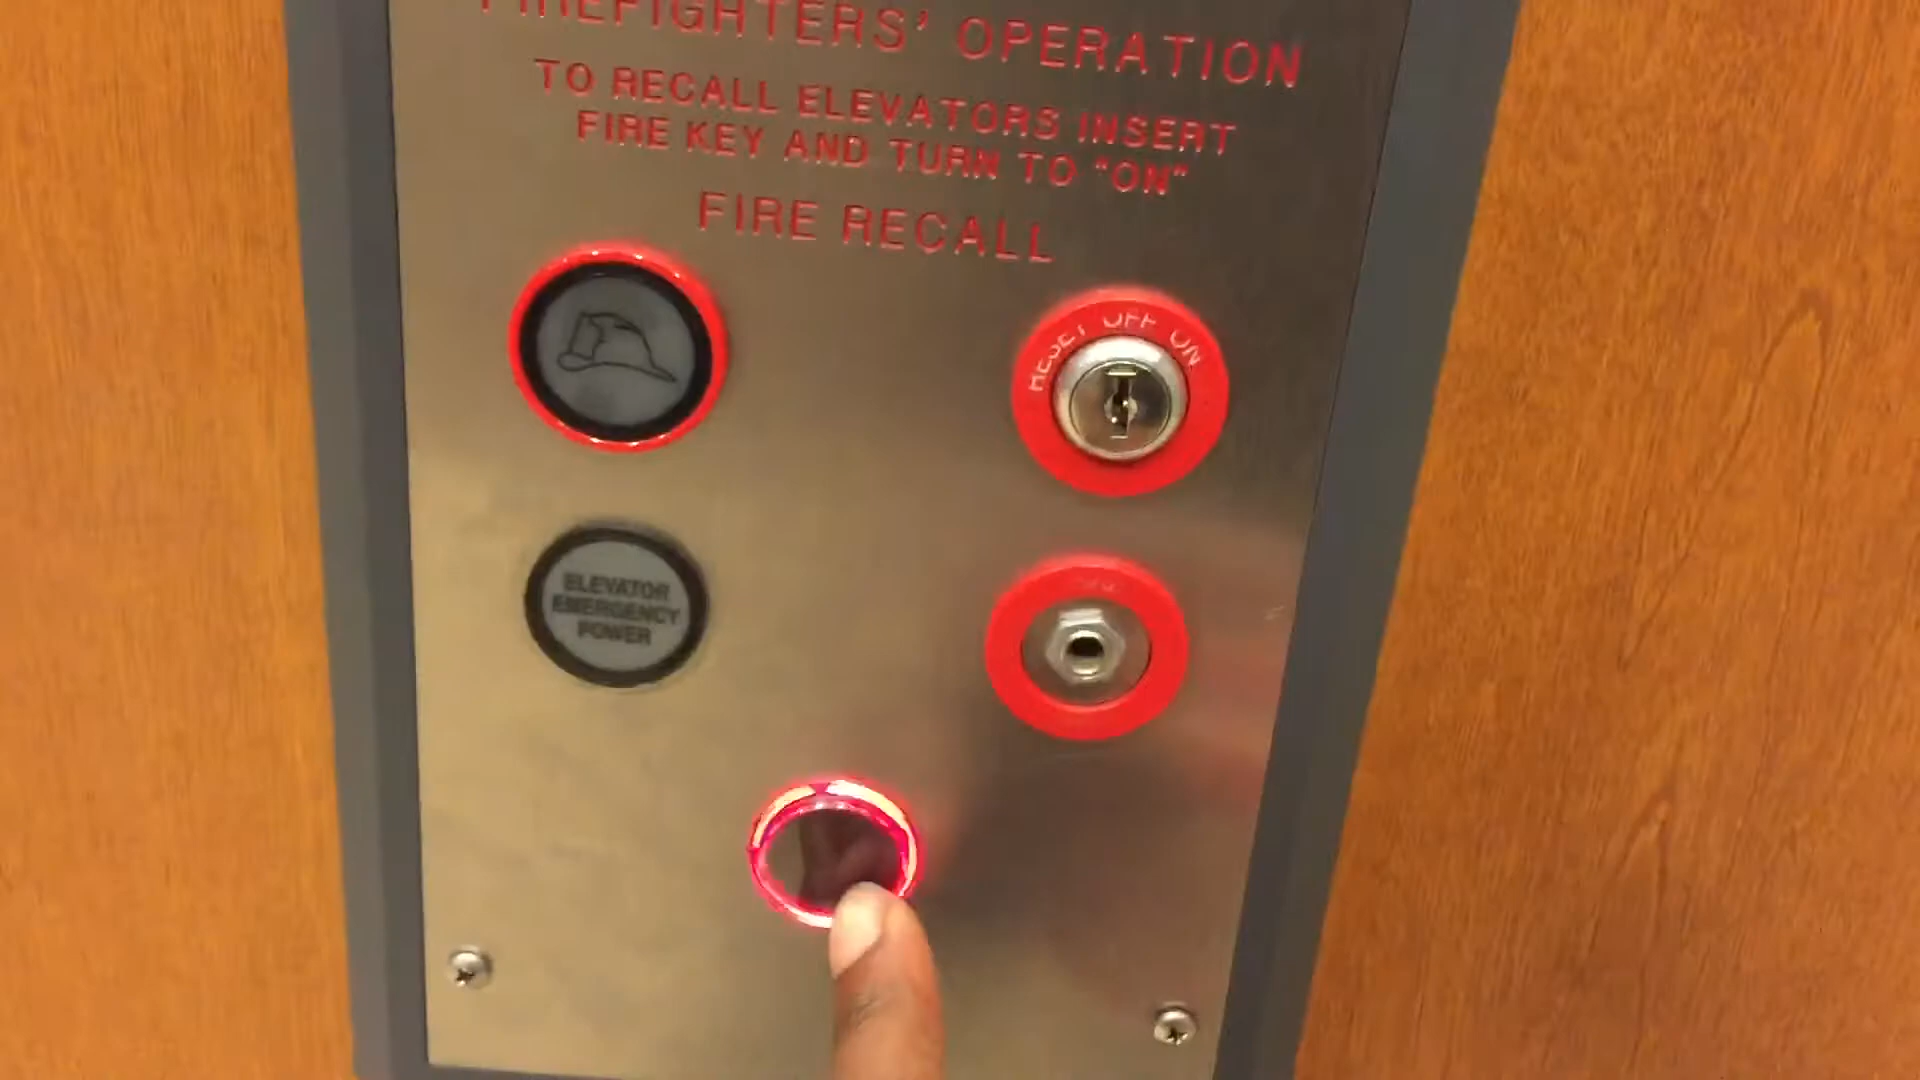 FIREFIGHTERS' OPERATION
TO RECALL ELEVATORS INSERT
FIRE KEY AND TURN TO "ON"
FIRE RECALL
RESET OFF ON
ELEVATOR
EMERGENCY
POWER